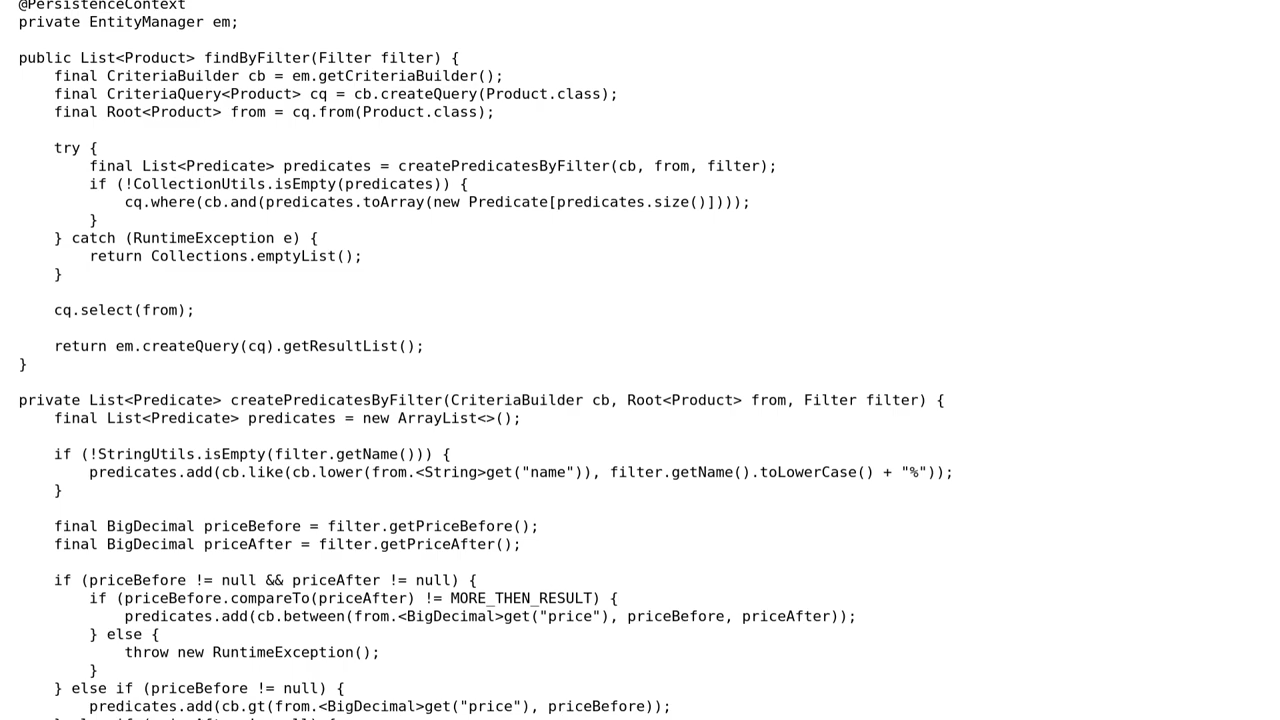 @PersistenceContext
private EntityManager em;

public List<Product> findByFilter(Filter filter) {
    final CriteriaBuilder cb = em.getCriteriaBuilder();
    final CriteriaQuery<Product> cq = cb.createQuery(Product.class);
    final Root<Product> from = cq.from(Product.class);

    try {
        final List<Predicate> predicates = createPredicatesByFilter(cb, from, filter);
        if (!CollectionUtils.isEmpty(predicates)) {
            cq.where(cb.and(predicates.toArray(new Predicate[predicates.size()])));
        }
    } catch (RuntimeException e) {
        return Collections.emptyList();
    }

    cq.select(from);

    return em.createQuery(cq).getResultList();
}

private List<Predicate> createPredicatesByFilter(CriteriaBuilder cb, Root<Product> from, Filter filter) {
    final List<Predicate> predicates = new ArrayList<>();

    if (!StringUtils.isEmpty(filter.getName())) {
        predicates.add(cb.like(cb.lower(from.<String>get("name")), filter.getName().toLowerCase() + "%"));
    }

    final BigDecimal priceBefore = filter.getPriceBefore();
    final BigDecimal priceAfter = filter.getPriceAfter();

    if (priceBefore != null && priceAfter != null) {
        if (priceBefore.compareTo(priceAfter) != MORE_THEN_RESULT) {
            predicates.add(cb.between(from.<BigDecimal>get("price"), priceBefore, priceAfter));
        } else {
            throw new RuntimeException();
        }
    } else if (priceBefore != null) {
        predicates.add(cb.gt(from.<BigDecimal>get("price"), priceBefore));